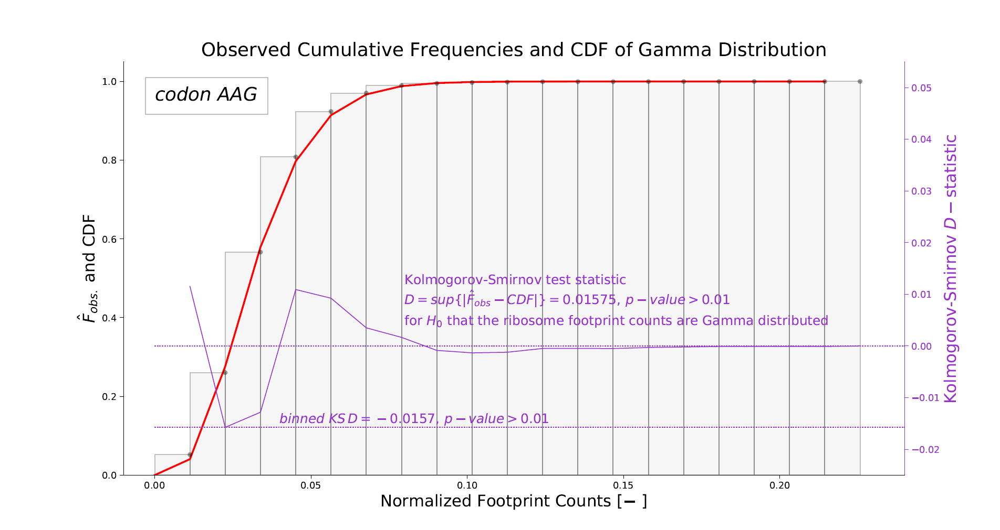 Observed Cumulative Frequencies and CDF of Gamma Distribution
codon AAG
1.0
0.8
0.6
0.4
0.2
0.0
F̂obs. and CDF
0.00 0.05 0.10 0.15 0.20
Normalized Footprint Counts [− ]
Kolmogorov-Smirnov test statistic
D = sup{|F̂obs − CDF|} = 0.01575, p − value > 0.01
for H0 that the ribosome footprint counts are Gamma distributed
binned KS D = − 0.0157, p − value > 0.01
0.05
0.04
0.03
0.02
0.01
0.00
−0.01
−0.02
Kolmogorov-Smirnov D − statistic